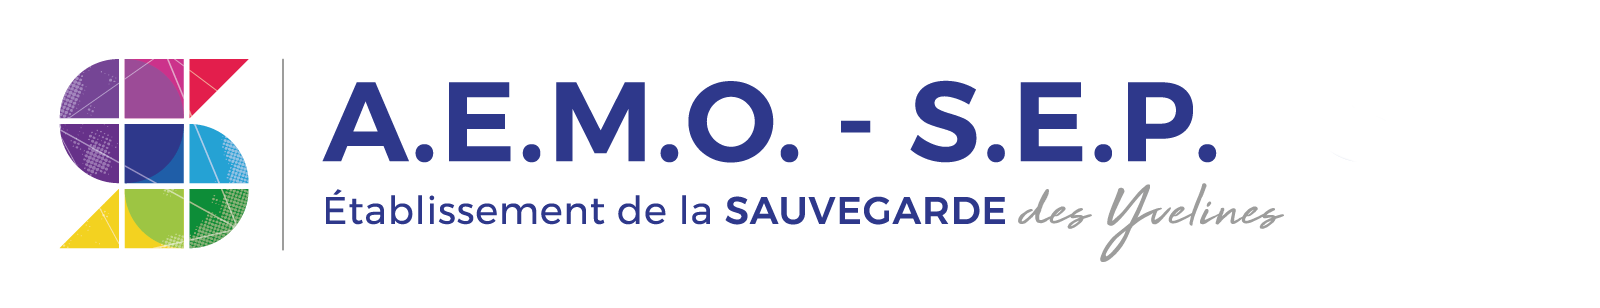 A.E.M.O. - S.E.P.
Établissement de la SAUVEGARDE des Yvelines